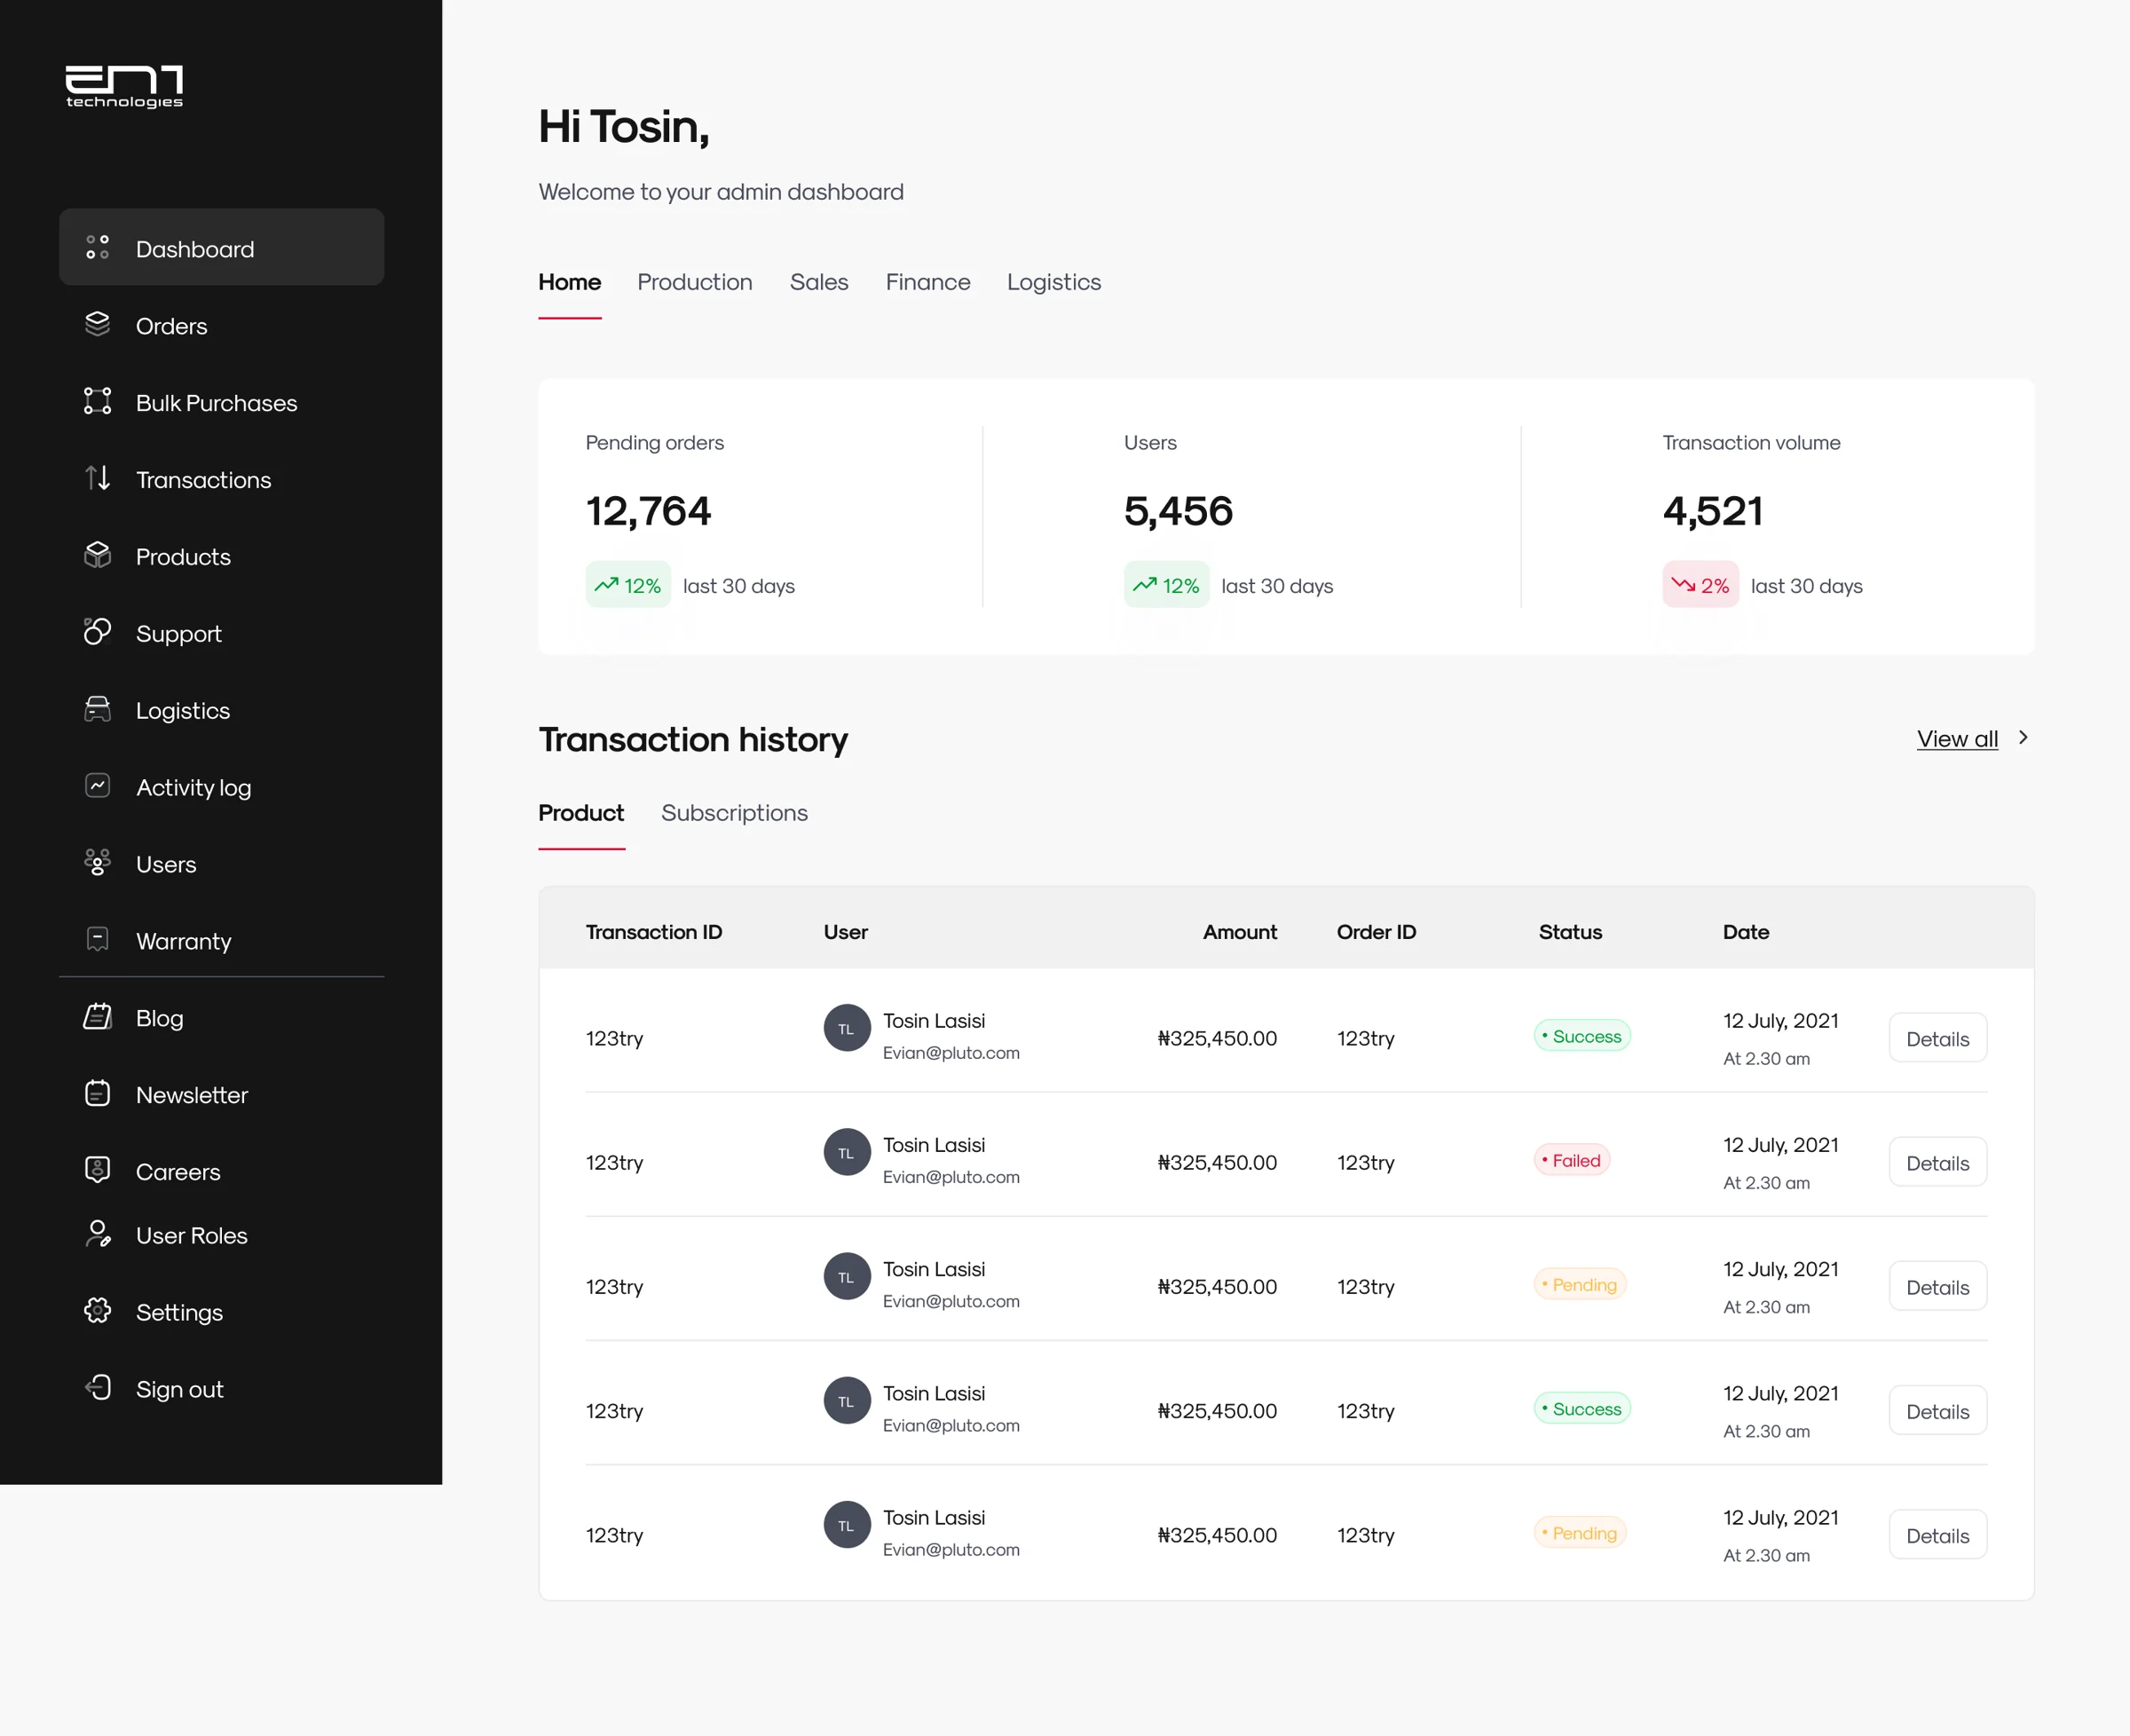 en1
technologies
Dashboard
Orders
Bulk Purchases
Transactions
Products
Support
Logistics
Activity log
Users
Warranty
Blog
Newsletter
Careers
User Roles
Settings
Sign out
Hi Tosin,
Welcome to your admin dashboard
Home Production Sales Finance Logistics
Pending orders Users Transaction volume
12,764 5,456 4,521
12% last 30 days 12% last 30 days 2% last 30 days
Transaction history View all
Product Subscriptions
Transaction ID User Amount Order ID Status Date
123try TL Tosin Lasisi ₦325,450.00 123try • Success 12 July, 2021 Details
Evian@pluto.com At 2.30 am
123try TL Tosin Lasisi ₦325,450.00 123try • Failed 12 July, 2021 Details
Evian@pluto.com At 2.30 am
123try TL Tosin Lasisi ₦325,450.00 123try • Pending 12 July, 2021 Details
Evian@pluto.com At 2.30 am
123try TL Tosin Lasisi ₦325,450.00 123try • Success 12 July, 2021 Details
Evian@pluto.com At 2.30 am
123try TL Tosin Lasisi ₦325,450.00 123try • Pending 12 July, 2021 Details
Evian@pluto.com At 2.30 am